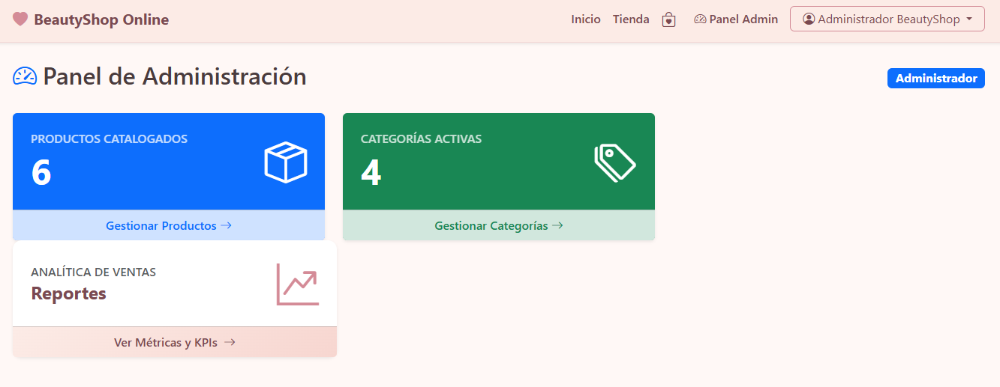 BeautyShop Online
Inicio
Tienda
Panel Admin
Administrador BeautyShop
Panel de Administración
Administrador
PRODUCTOS CATALOGADOS
6
Gestionar Productos →
CATEGORÍAS ACTIVAS
4
Gestionar Categorías →
ANALÍTICA DE VENTAS
Reportes
Ver Métricas y KPIs →